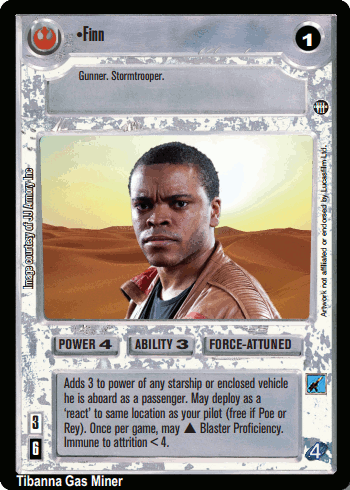 •Finn
1
Gunner. Stormtrooper.
Image courtesy of JJ Armory Inc
Artwork not affiliated or endorsed by Lucasfilm Ltd.
POWER 4
ABILITY 3
FORCE-ATTUNED
Adds 3 to power of any starship or enclosed vehicle
he is aboard as a passenger. May deploy as a
‘react’ to same location as your pilot (free if Poe or
Rey). Once per game, may ▲ Blaster Proficiency.
Immune to attrition < 4.
3
6
4
Tibanna Gas Miner